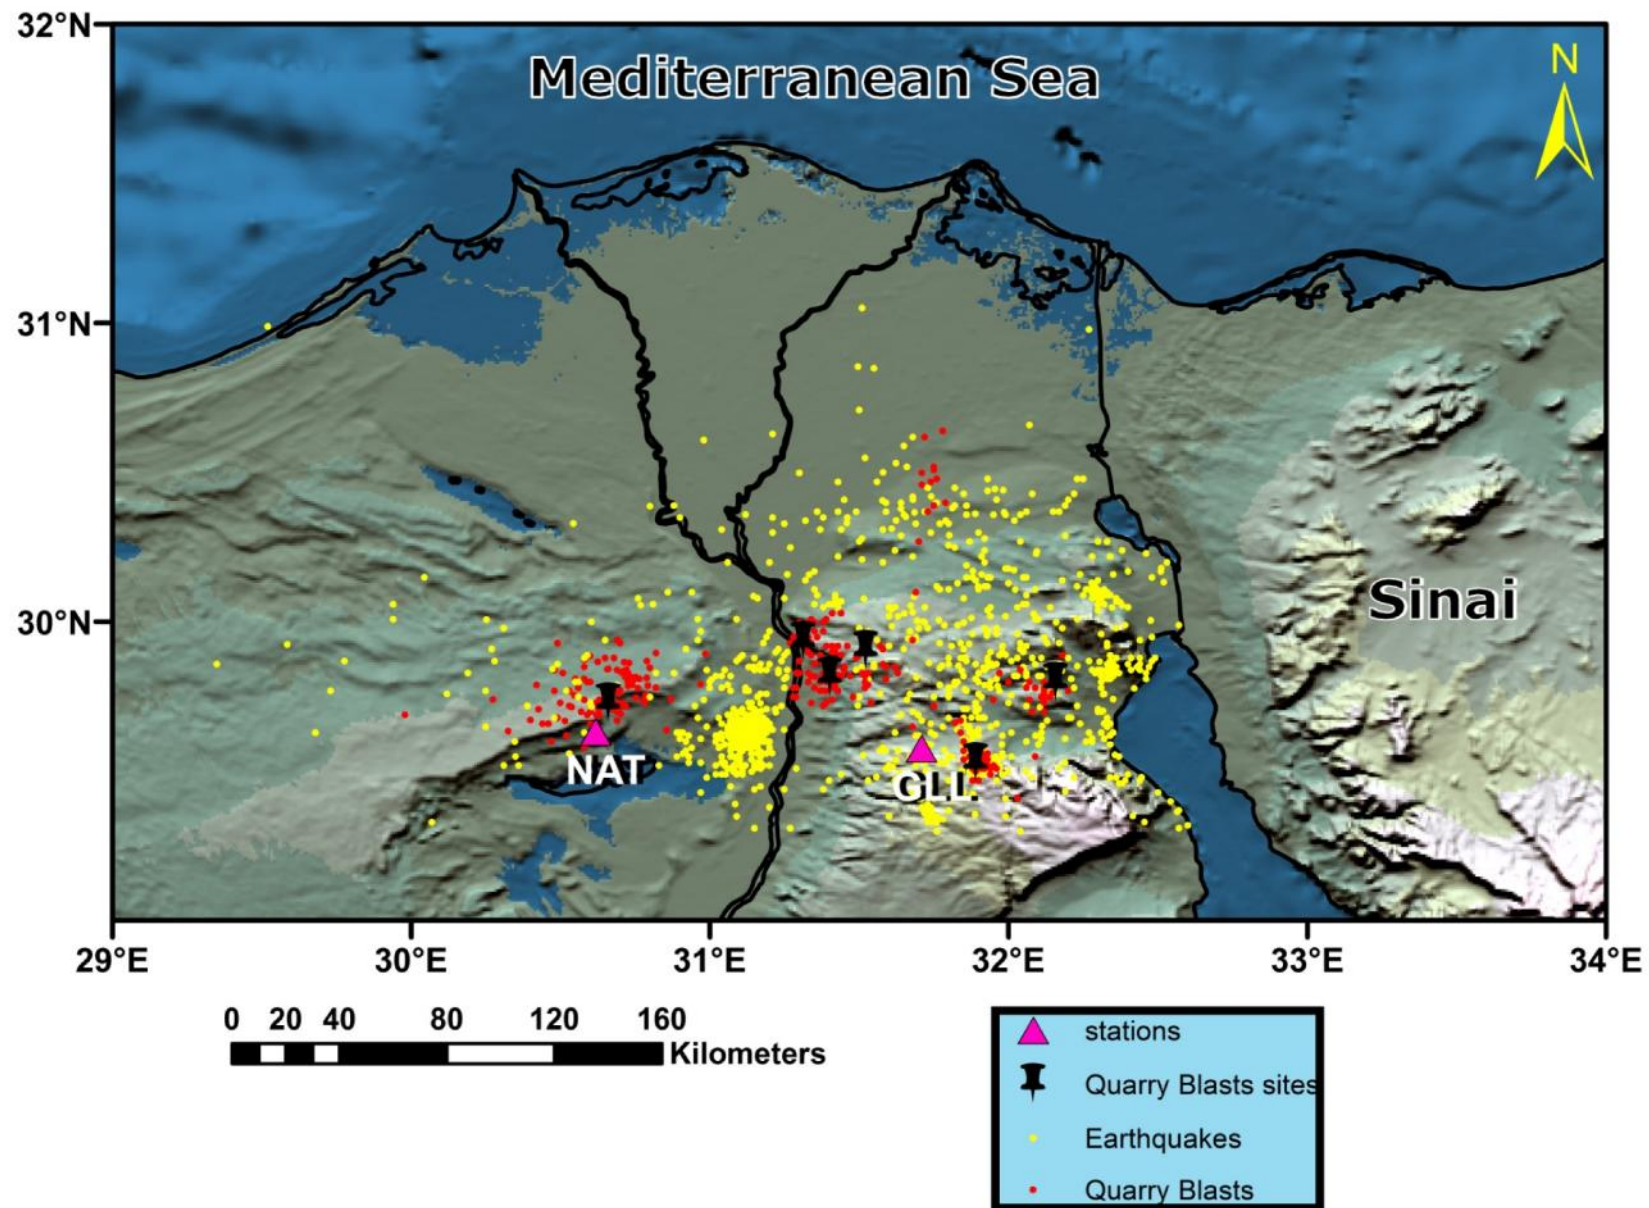 32°N
Mediterranean Sea
N
31°N
30°N
Sinai
NAT
GLL
29°E
30°E
31°E
32°E
33°E
34°E
0 20 40 80 120 160
Kilometers
stations
Quarry Blasts sites
Earthquakes
Quarry Blasts